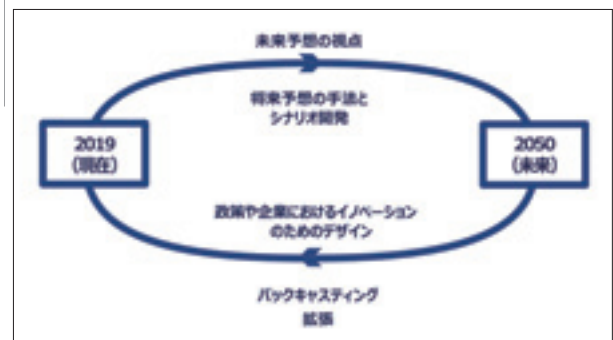 未来予想の視点
将来予想の手法と
シナリオ開発
2019
（現在）
2050
（未来）
政策や企業におけるイノベーション
のためのデザイン
バックキャスティング
拡張